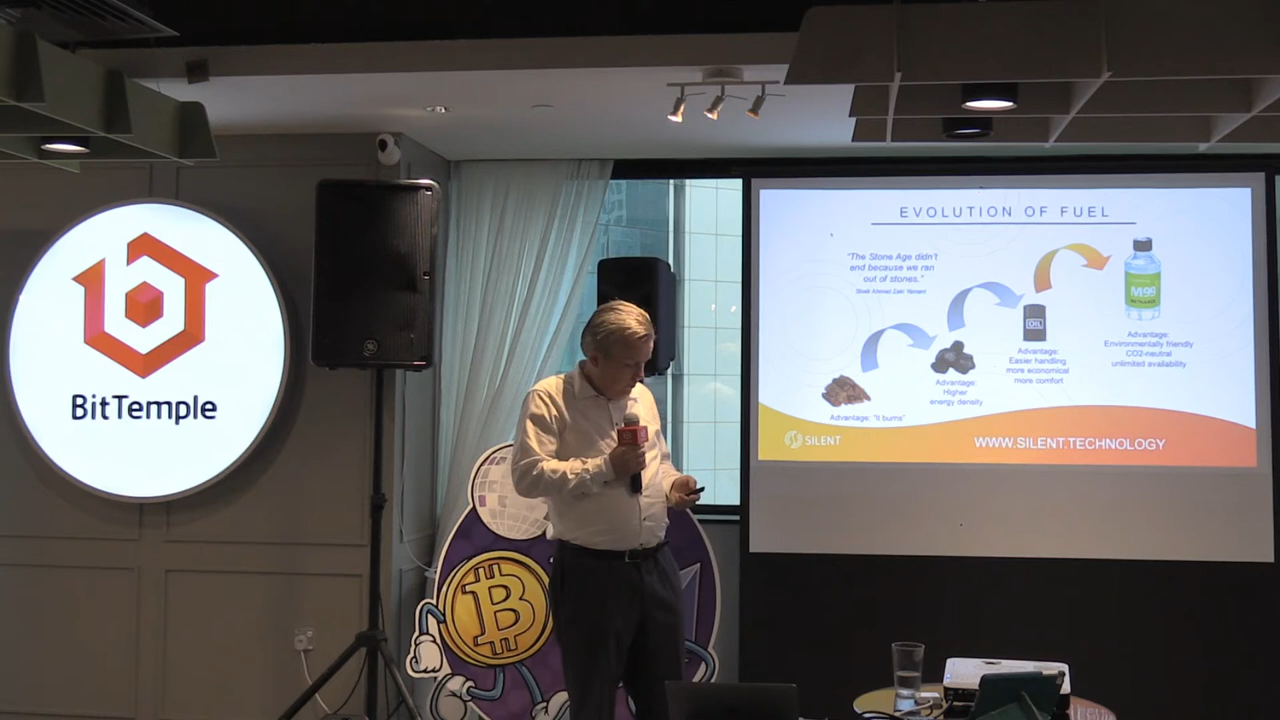 BitTemple
EVOLUTION OF FUEL
"The Stone Age didn't
end because we ran
out of stones."
Sheik Ahmed Zaki Yamani
Advantage: "it burns"
Advantage:
Higher
energy density
OIL
Advantage:
Easier handling
more economical
more comfort
M99
METHANOL
Advantage:
Environmentally friendly
CO2-neutral
unlimited availability
SILENT
WWW.SILENT.TECHNOLOGY